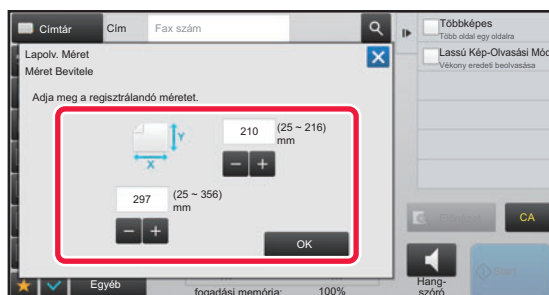 Címtár
Cím
Fax szám
Többképes
Több oldal egy oldalra
Lapolv. Méret
Lassú Kép-Olvasási Mód
Vékony eredeti beolvasása
Méret Bevitele
Adja meg a regisztrálandó méretet.
Y
X
210
(25 ~ 216)
mm
297
(25 ~ 356)
mm
OK
CA
Start
Egyéb
fogadási memória:
100%
Hang-
szóró